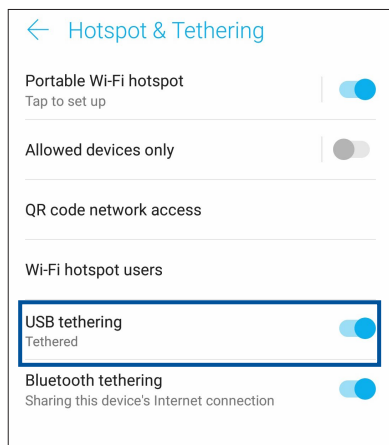 Hotspot & Tethering
Portable Wi-Fi hotspot
Tap to set up
Allowed devices only
QR code network access
Wi-Fi hotspot users
USB tethering
Tethered
Bluetooth tethering
Sharing this device's Internet connection